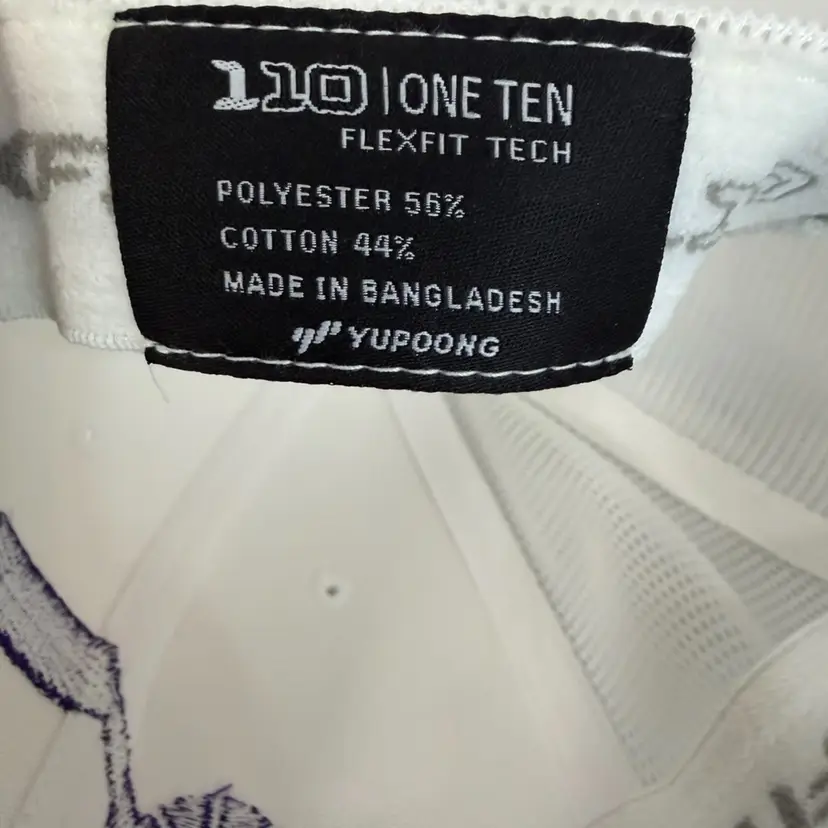 110 | ONE TEN
FLEXFIT TECH
POLYESTER 56%
COTTON 44%
MADE IN BANGLADESH
YUPOONG